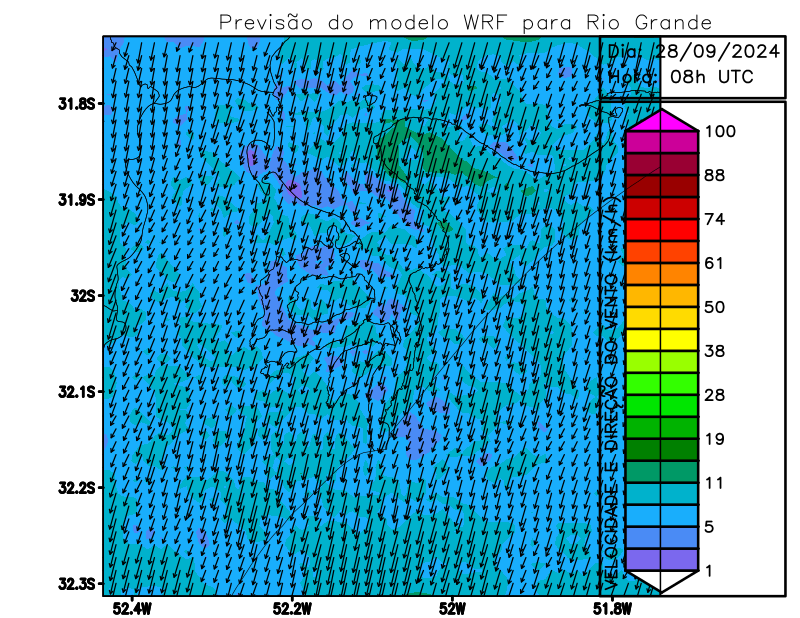 Previsão do modelo WRF para Rio Grande
Dia: 28/09/2024
Hora: 08h UTC
31.8S
31.9S
32S
32.1S
32.2S
32.3S
52.4W
52.2W
52W
51.8W
VELOCIDADE E DIREÇÃO DO VENTO (km/h)
100
88
74
61
50
38
28
19
11
5
1